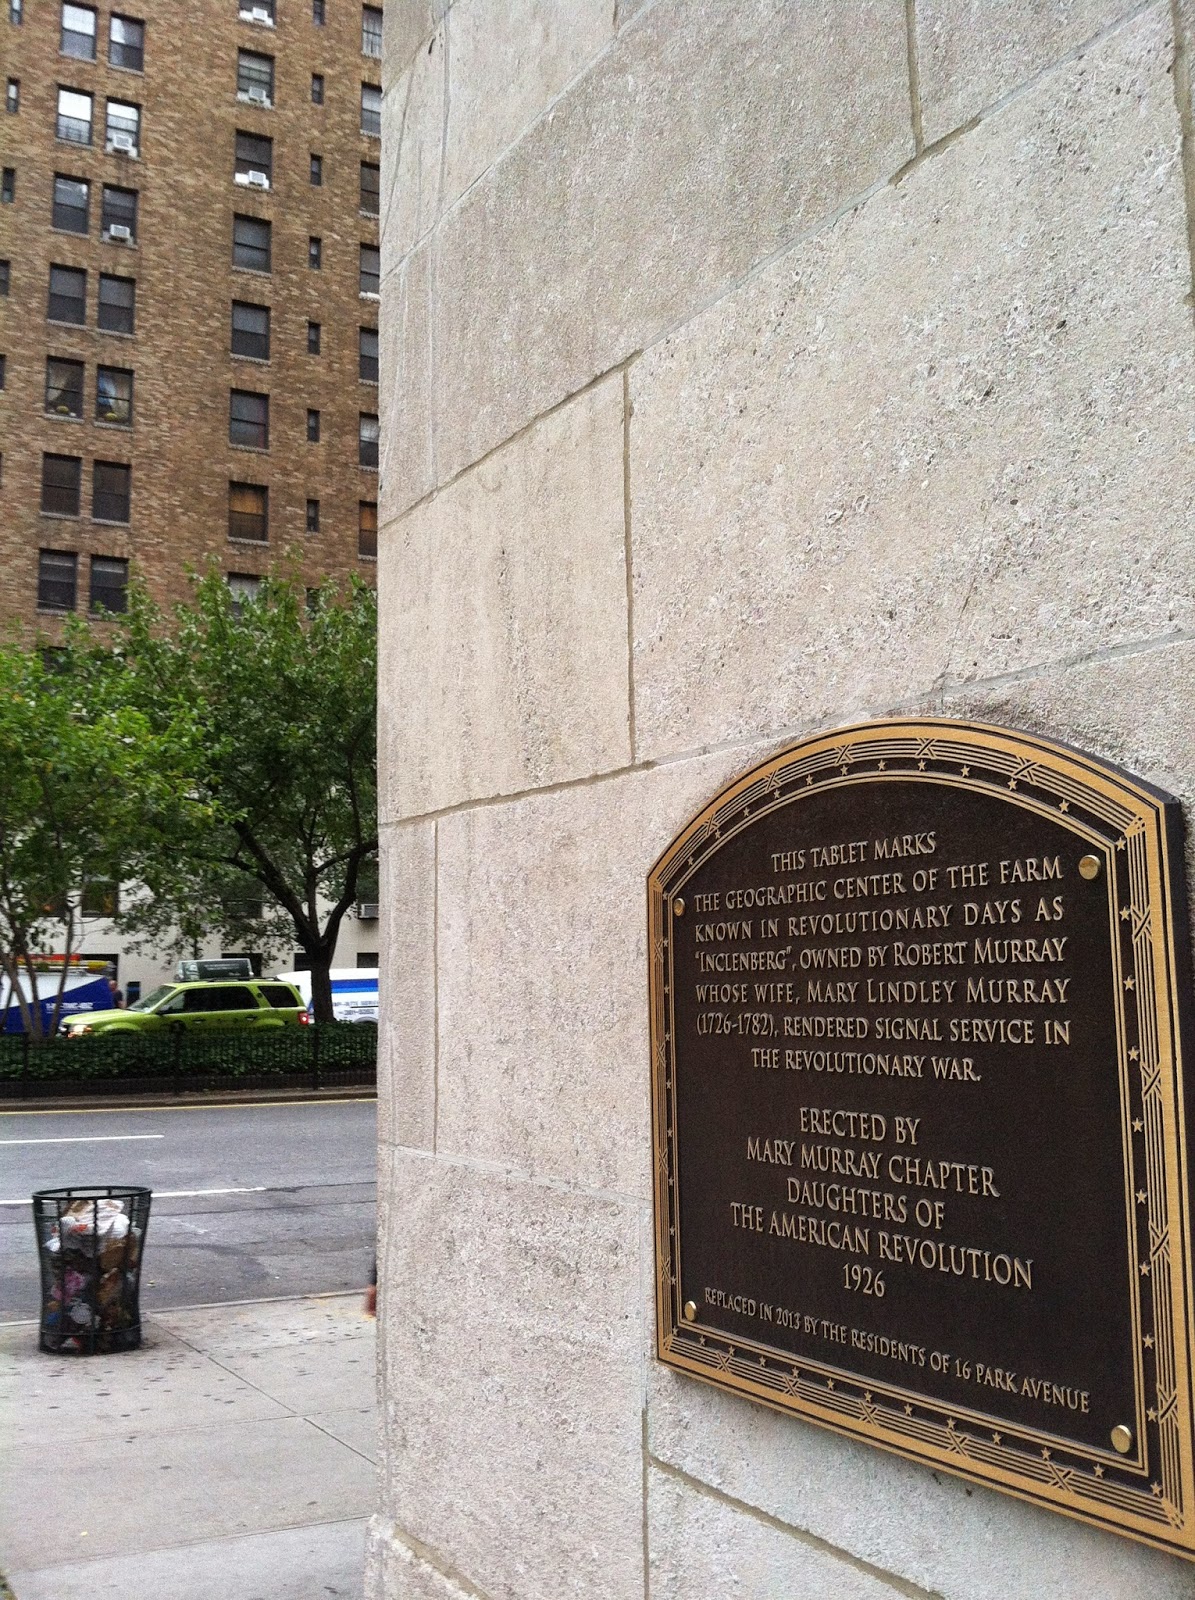 THIS TABLET MARKS
THE GEOGRAPHIC CENTER OF THE FARM
KNOWN IN REVOLUTIONARY DAYS AS
"INCLENBERG", OWNED BY ROBERT MURRAY
WHOSE WIFE, MARY LINDLEY MURRAY
(1726-1782), RENDERED SIGNAL SERVICE IN
THE REVOLUTIONARY WAR.
ERECTED BY
MARY MURRAY CHAPTER
DAUGHTERS OF
THE AMERICAN REVOLUTION
1926
REPLACED IN 2013 BY THE RESIDENTS OF 16 PARK AVENUE